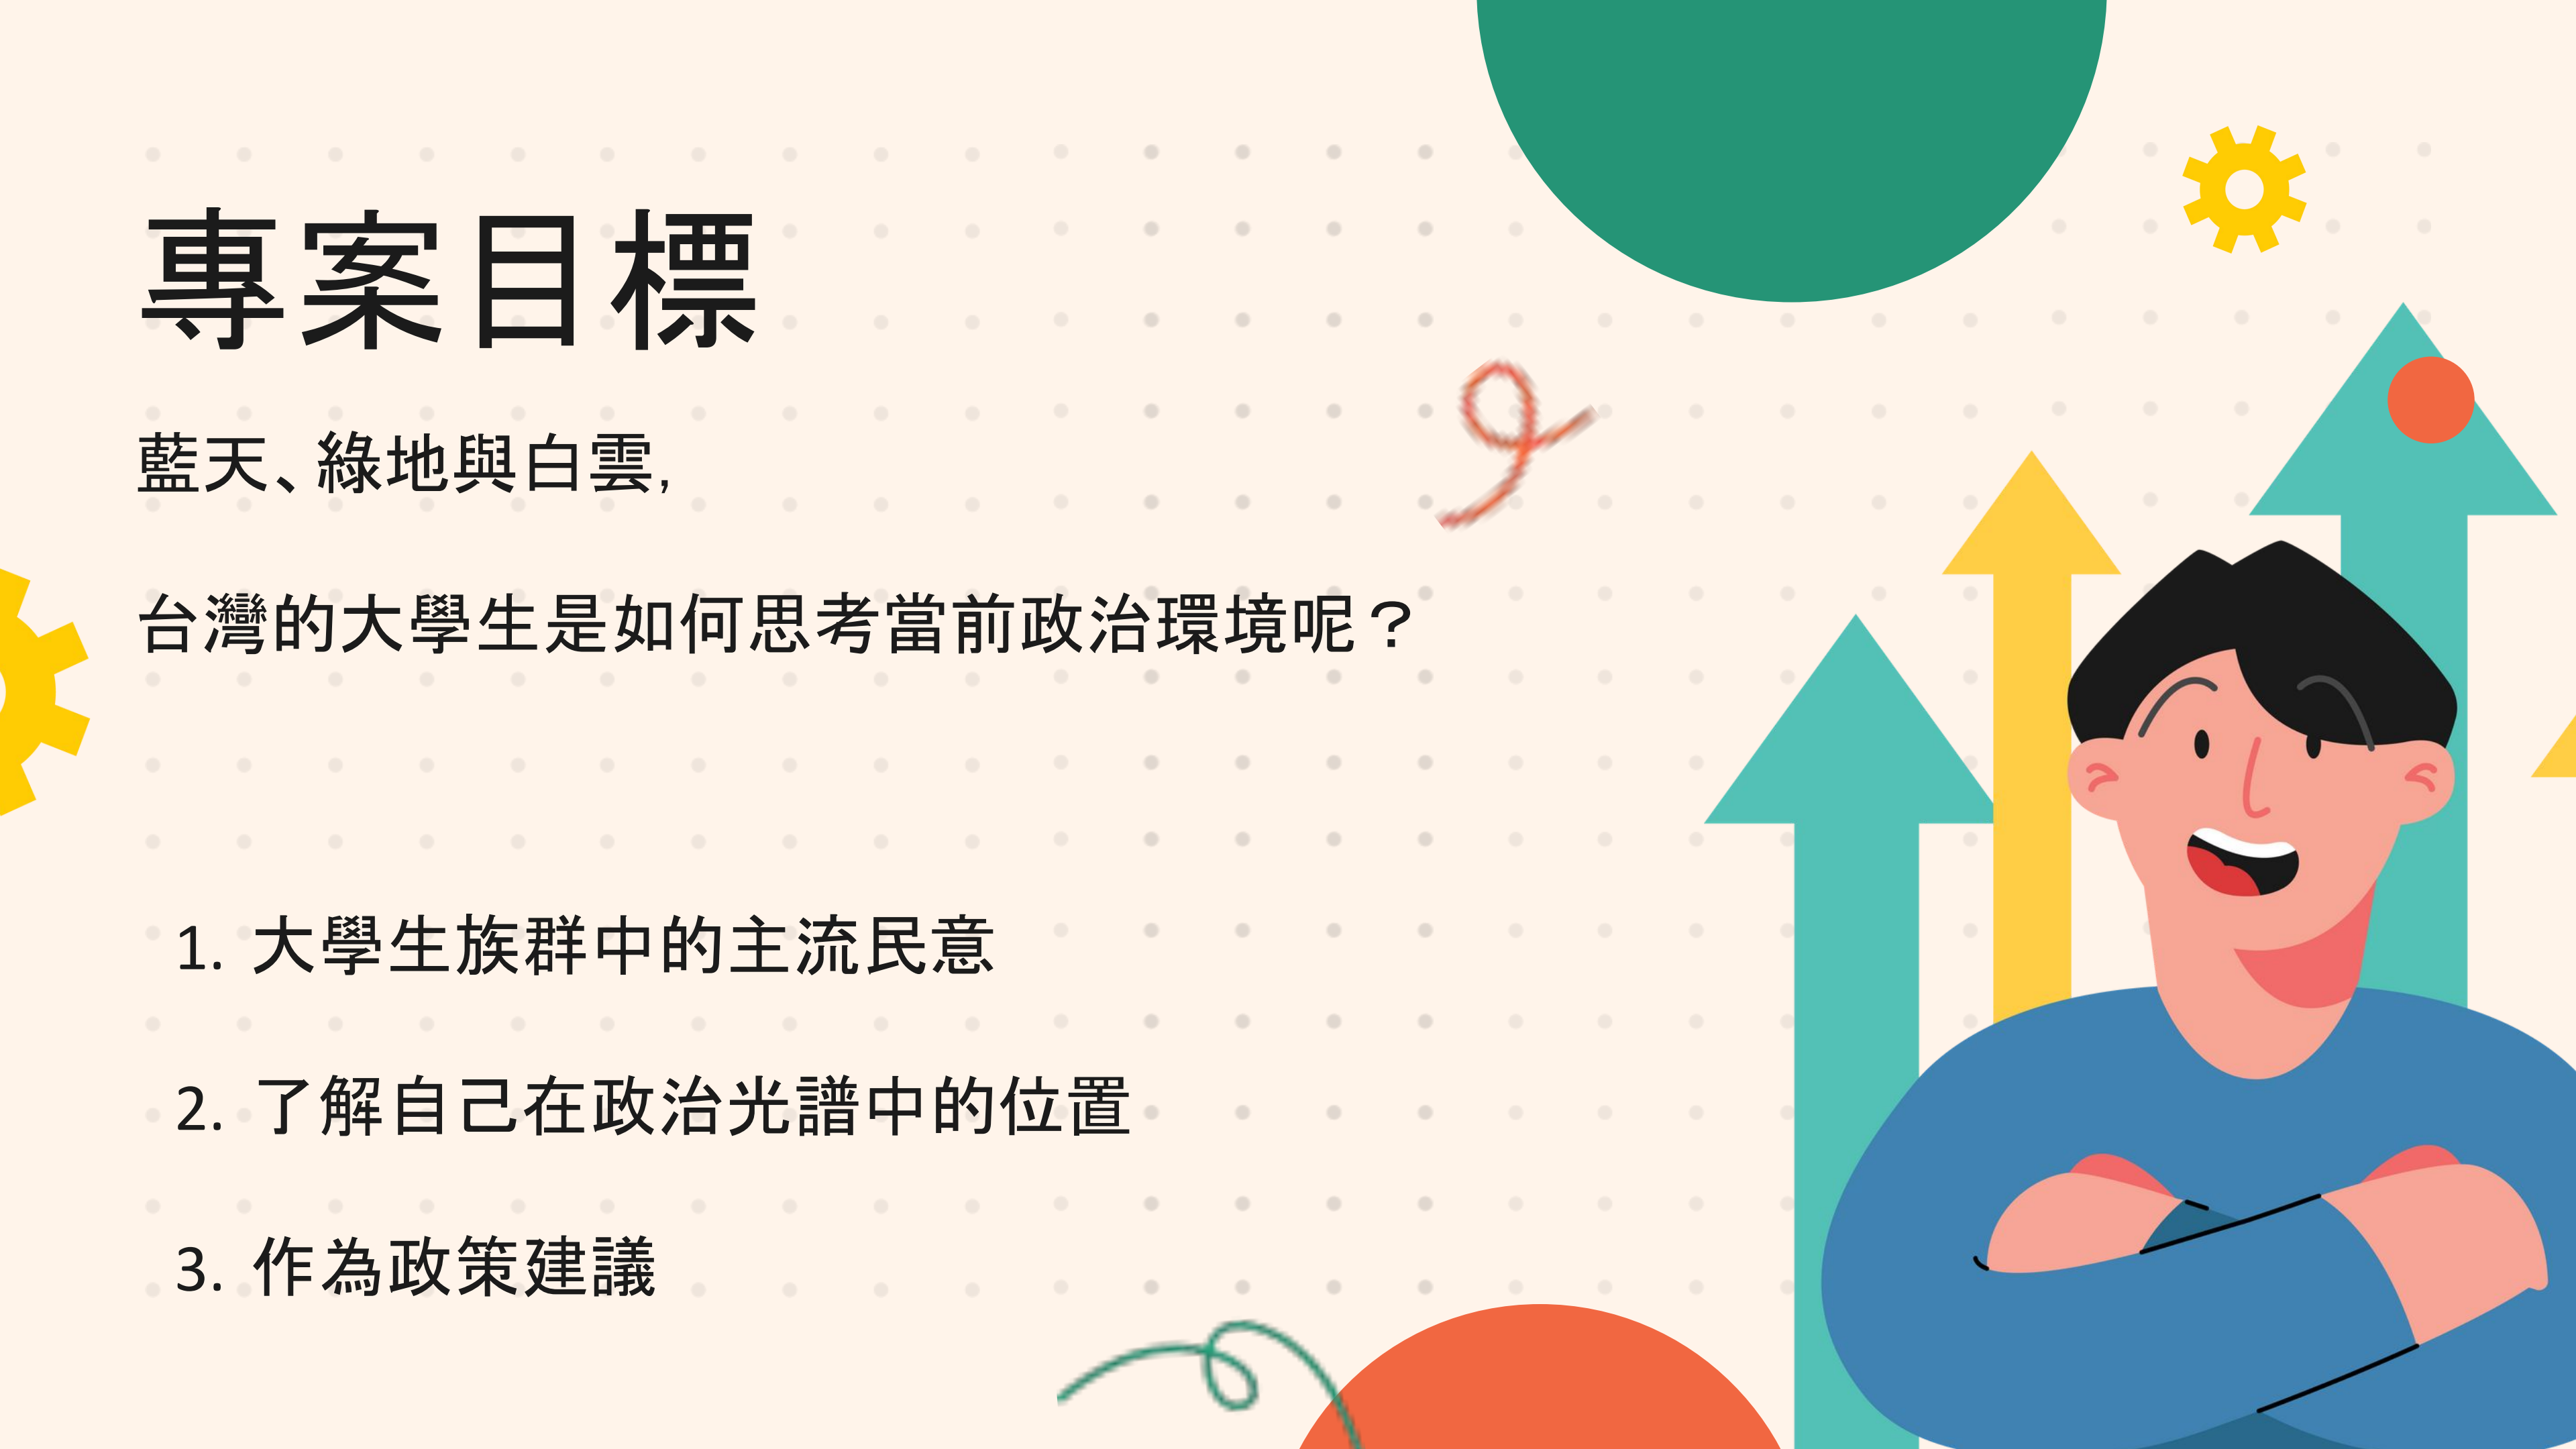 專案目標
藍天、綠地與白雲,
台灣的大學生是如何思考當前政治環境呢？
1. 大學生族群中的主流民意
2. 了解自己在政治光譜中的位置
3. 作為政策建議